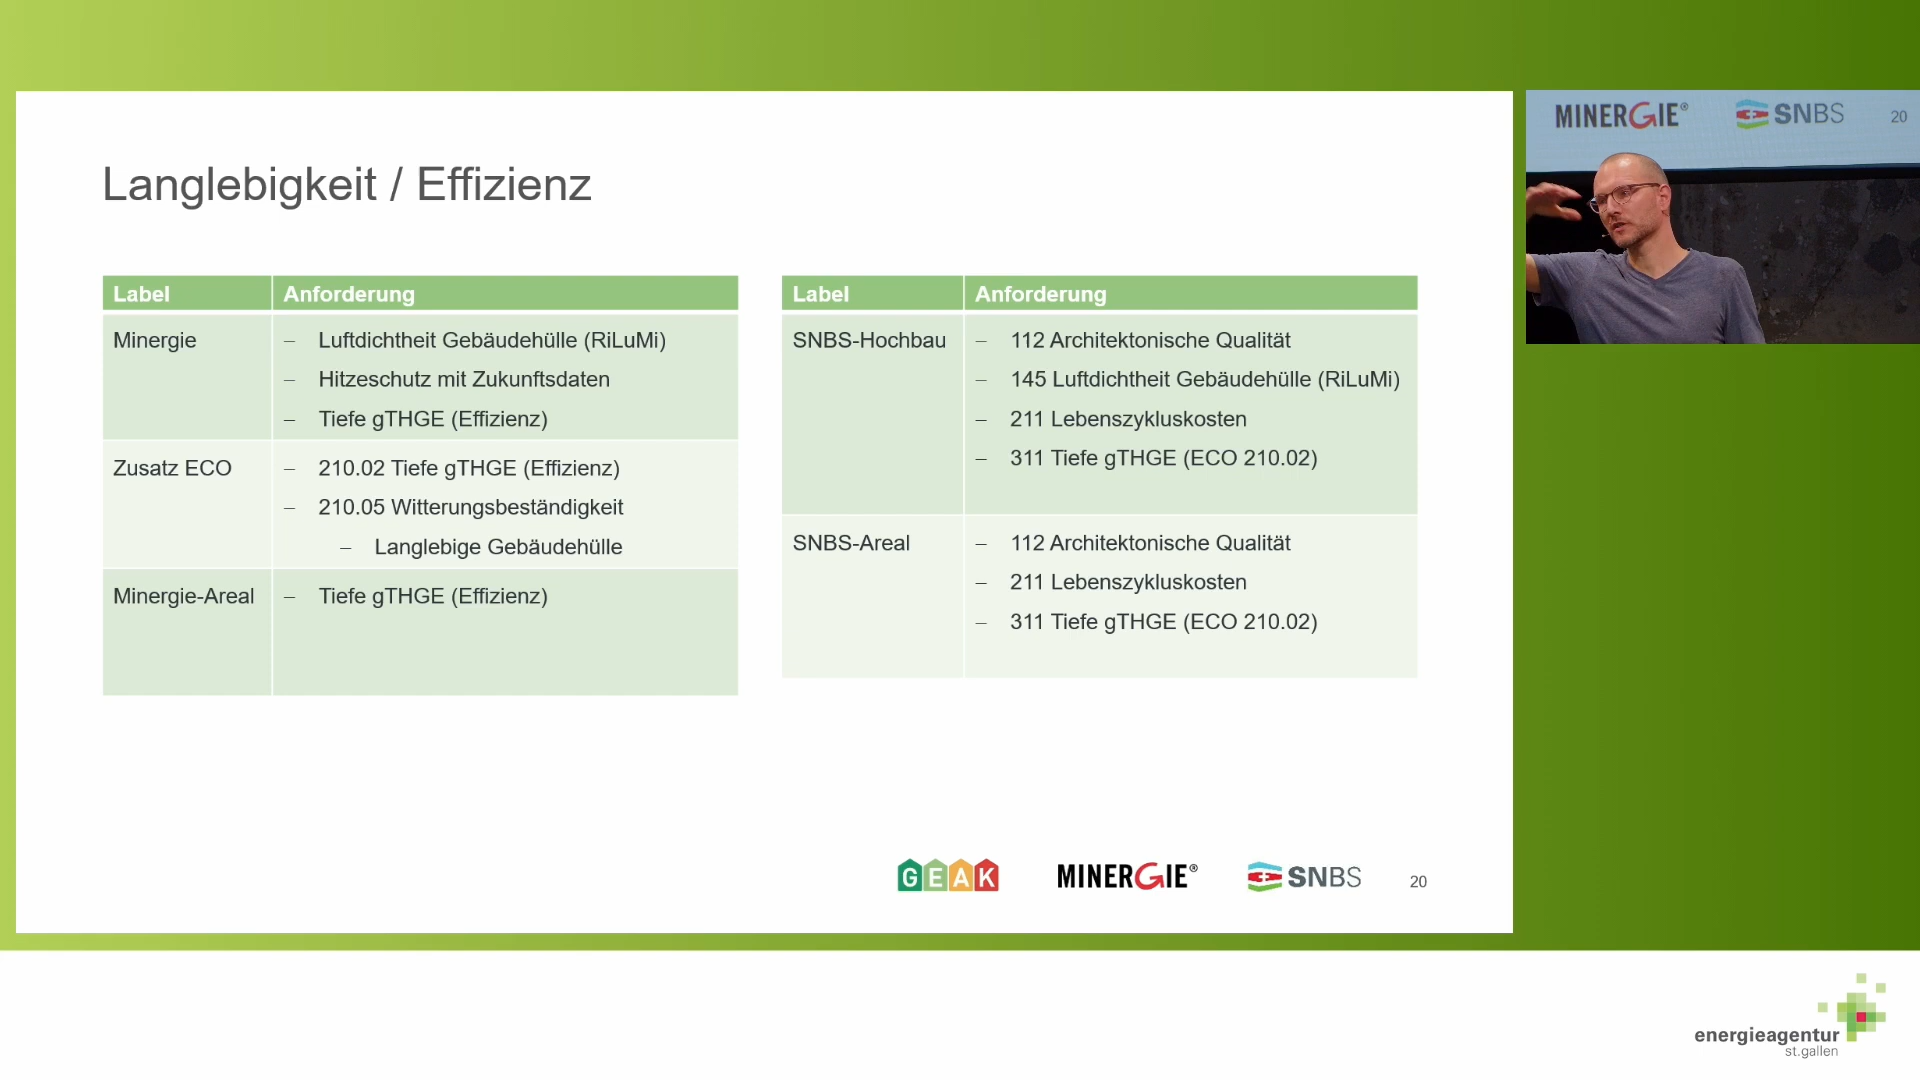 Langlebigkeit / Effizienz
Label Anforderung
Minergie
– Luftdichtheit Gebäudehülle (RiLuMi)
– Hitzeschutz mit Zukunftsdaten
– Tiefe gTHGE (Effizienz)
Zusatz ECO
– 210.02 Tiefe gTHGE (Effizienz)
– 210.05 Witterungsbeständigkeit
– Langlebige Gebäudehülle
Minergie-Areal
– Tiefe gTHGE (Effizienz)
Label Anforderung
SNBS-Hochbau
– 112 Architektonische Qualität
– 145 Luftdichtheit Gebäudehülle (RiLuMi)
– 211 Lebenszykluskosten
– 311 Tiefe gTHGE (ECO 210.02)
SNBS-Areal
– 112 Architektonische Qualität
– 211 Lebenszykluskosten
– 311 Tiefe gTHGE (ECO 210.02)
GEAK MINERGIE® SNBS 20
MINERGIE® SNBS 20
energieagentur
st.gallen